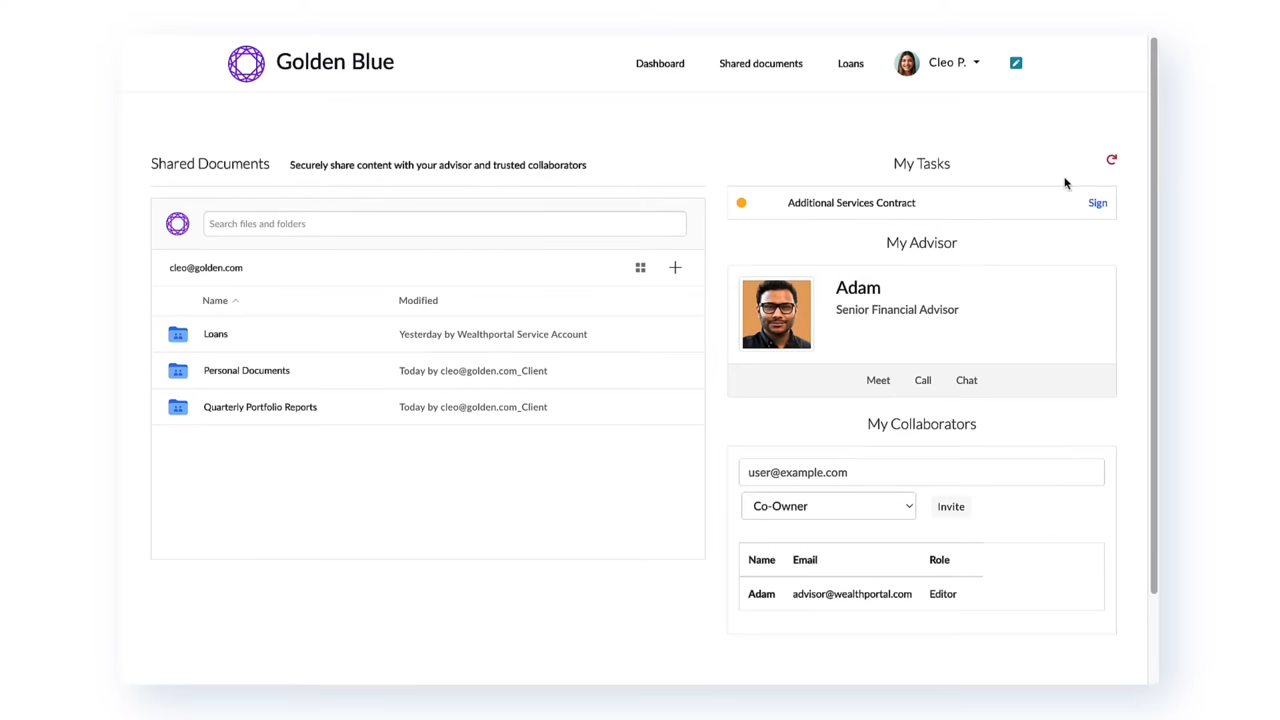 Golden Blue
Dashboard
Shared documents
Loans
Cleo P.
Shared Documents
Securely share content with your advisor and trusted collaborators
Search files and folders
cleo@golden.com
Name
Modified
Loans
Yesterday by Wealthportal Service Account
Personal Documents
Today by cleo@golden.com_Client
Quarterly Portfolio Reports
Today by cleo@golden.com_Client
My Tasks
Additional Services Contract
Sign
My Advisor
Adam
Senior Financial Advisor
Meet
Call
Chat
My Collaborators
user@example.com
Co-Owner
Invite
Name
Email
Role
Adam
advisor@wealthportal.com
Editor